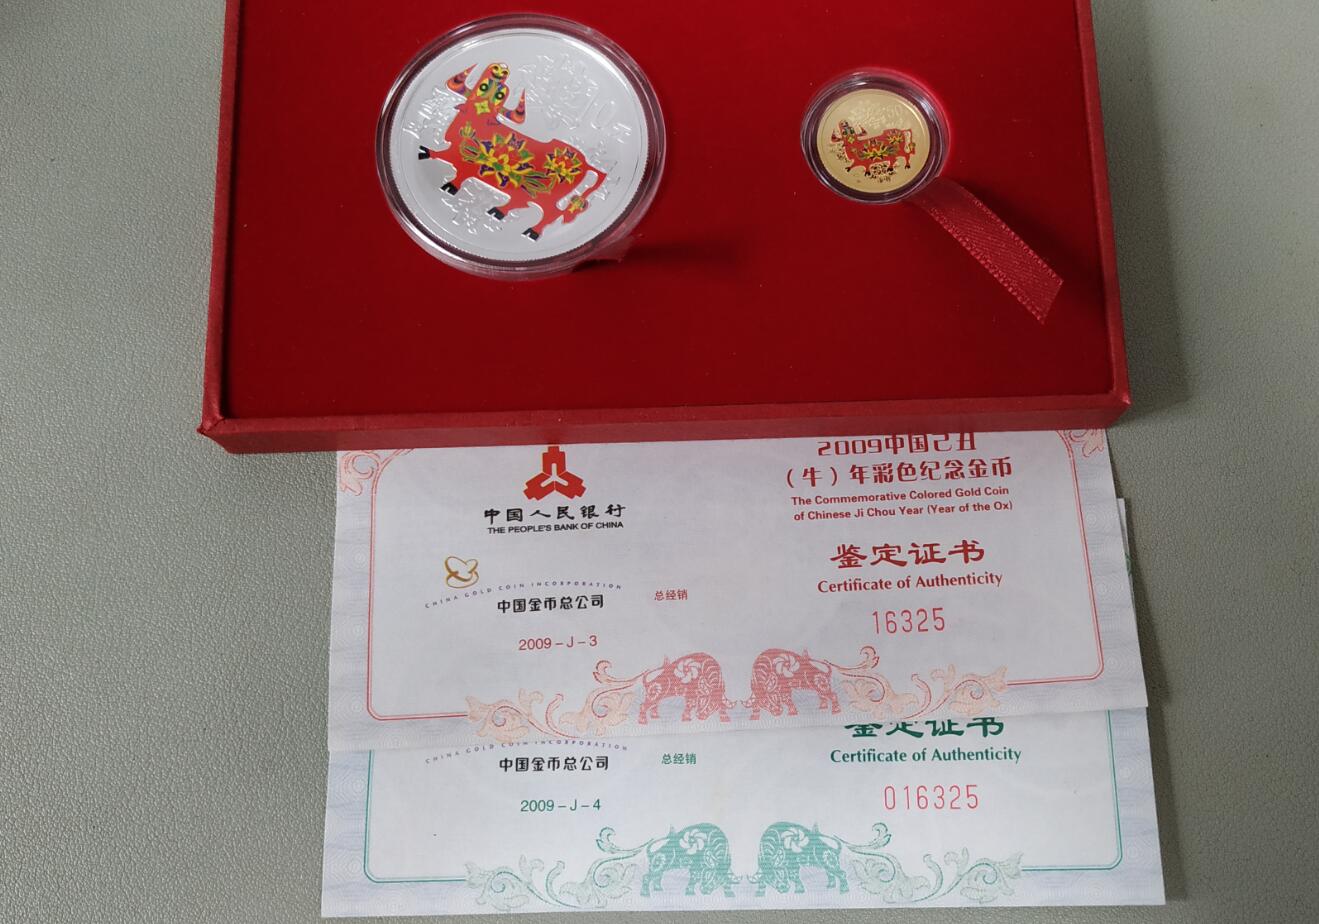 10元
2009中国己丑
(牛)年彩色纪念金币
The Commemorative Colored Gold Coin
of Chinese Ji Chou Year (Year of the Ox)
中国人民银行
THE PEOPLE'S BANK OF CHINA
鉴定证书
Certificate of Authenticity
CHINA GOLD COIN INCORPORATION
中国金币总公司
总经销
16325
2009-J-3
鉴定证书
Certificate of Authenticity
CHINA GOLD COIN INCORPORATION
中国金币总公司
总经销
016325
2009-J-4